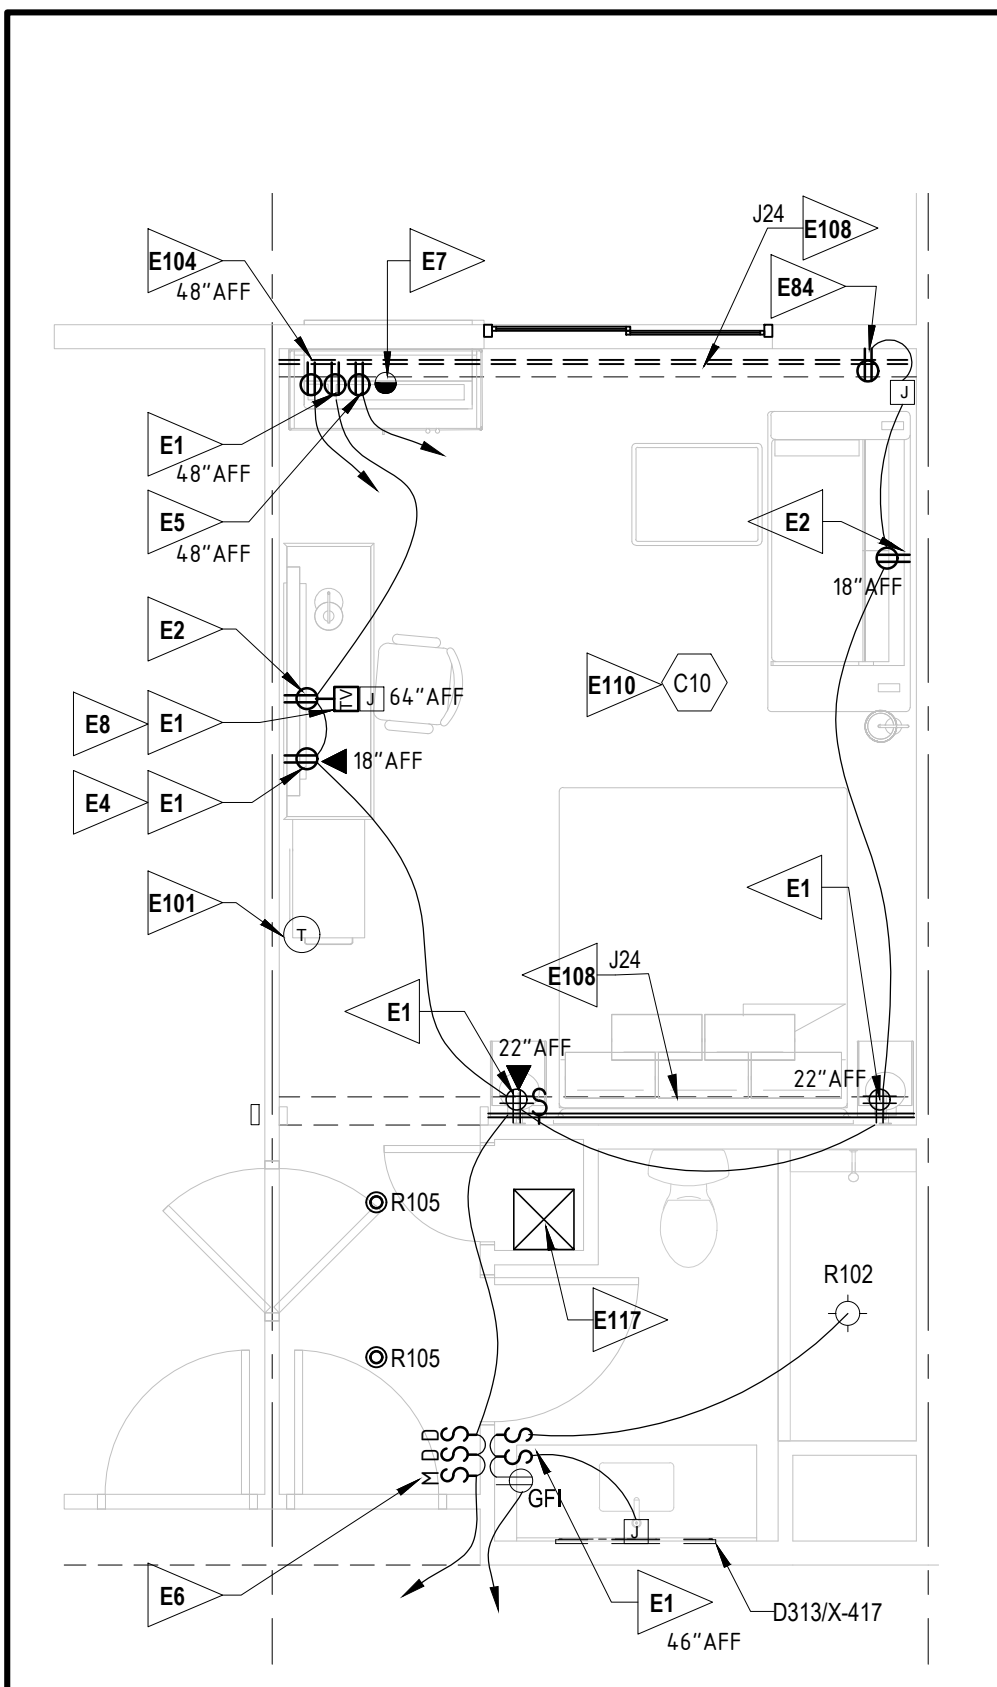 J24
E108
E104
48"AFF
E7
E84
J
E1
48"AFF
E5
48"AFF
E2
18"AFF
E2
E110
C10
E8
E1
TV
J
64"AFF
18"AFF
E4
E1
E1
E101
T
E108
J24
E1
22"AFF
22"AFF
S
R105
R102
E117
R105
D
S
S
D
S
S
M
S
GFI
J
E6
E1
D313/X-417
46"AFF